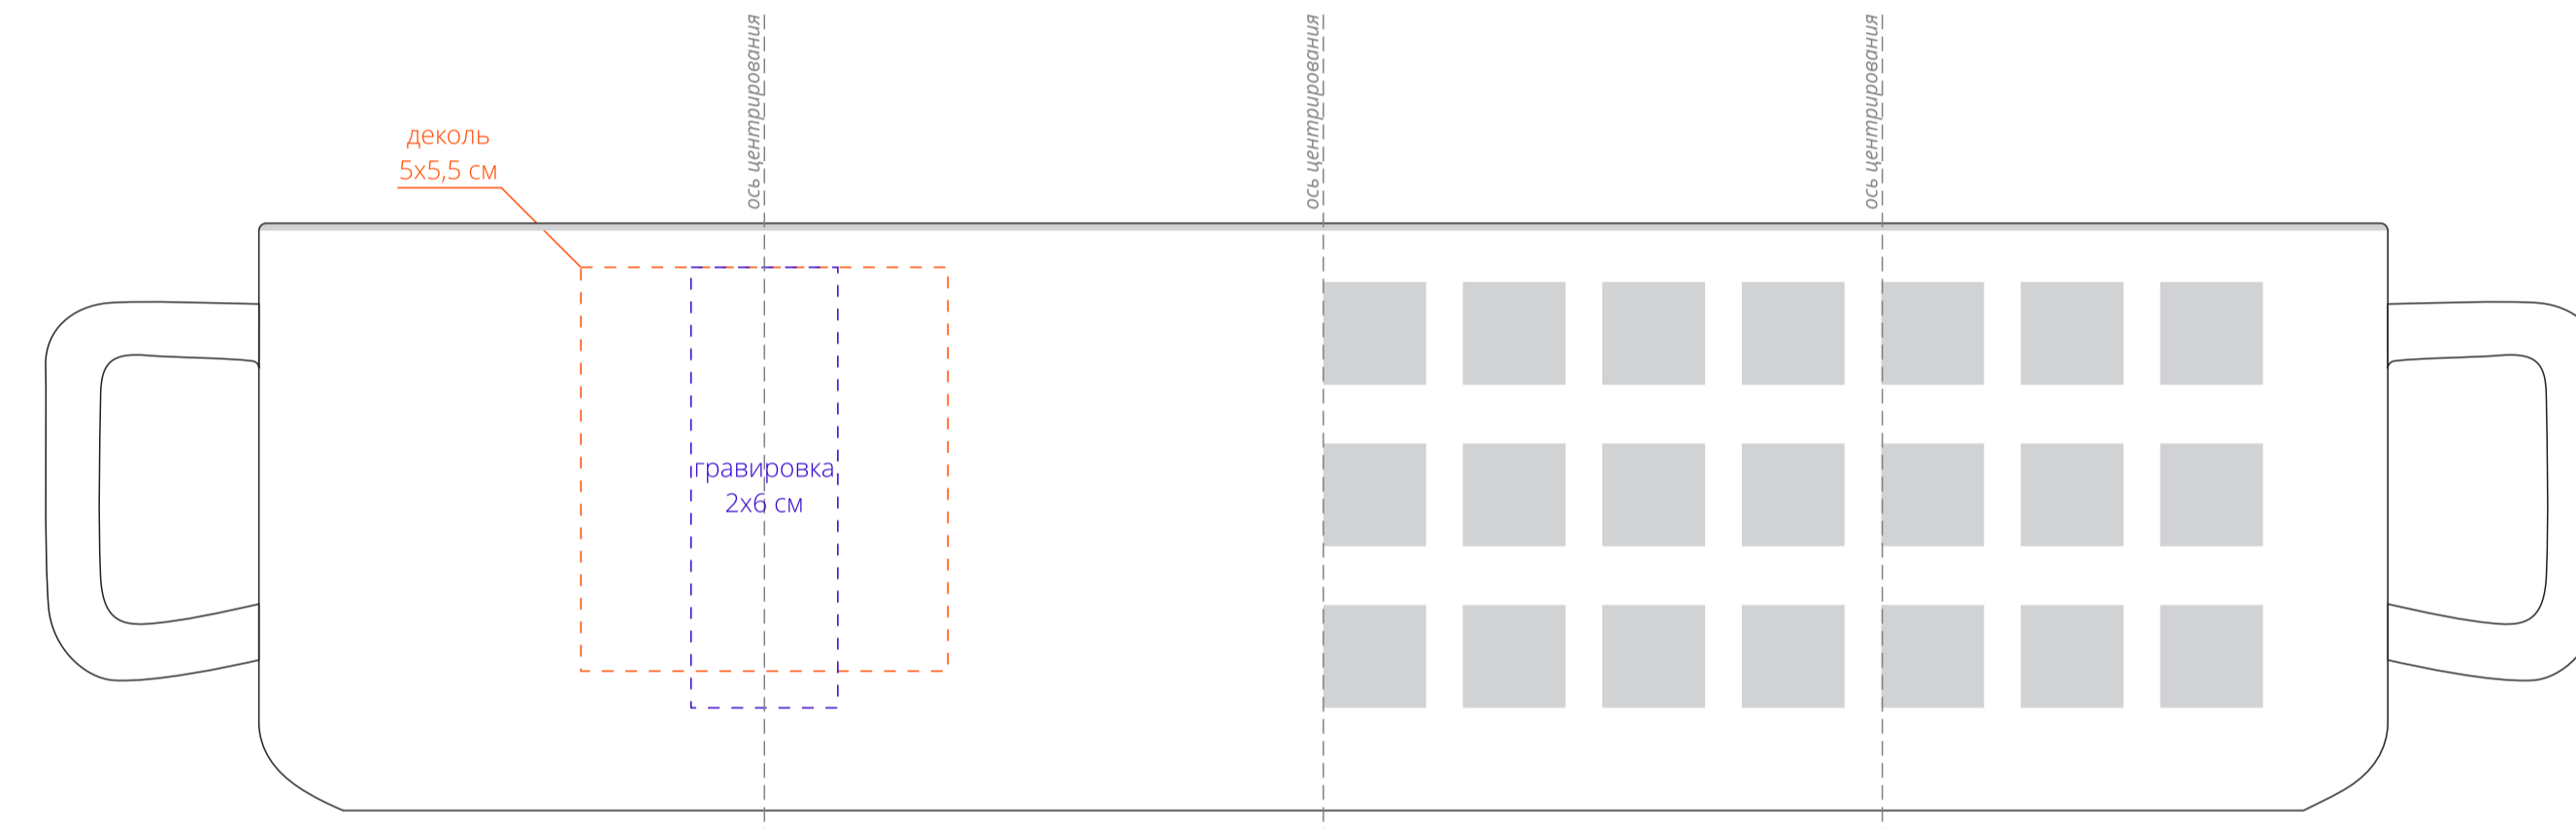 ось центрирования
ось центрирования
ось центрирования
деколь
5х5,5 см
гравировка
2х6 см